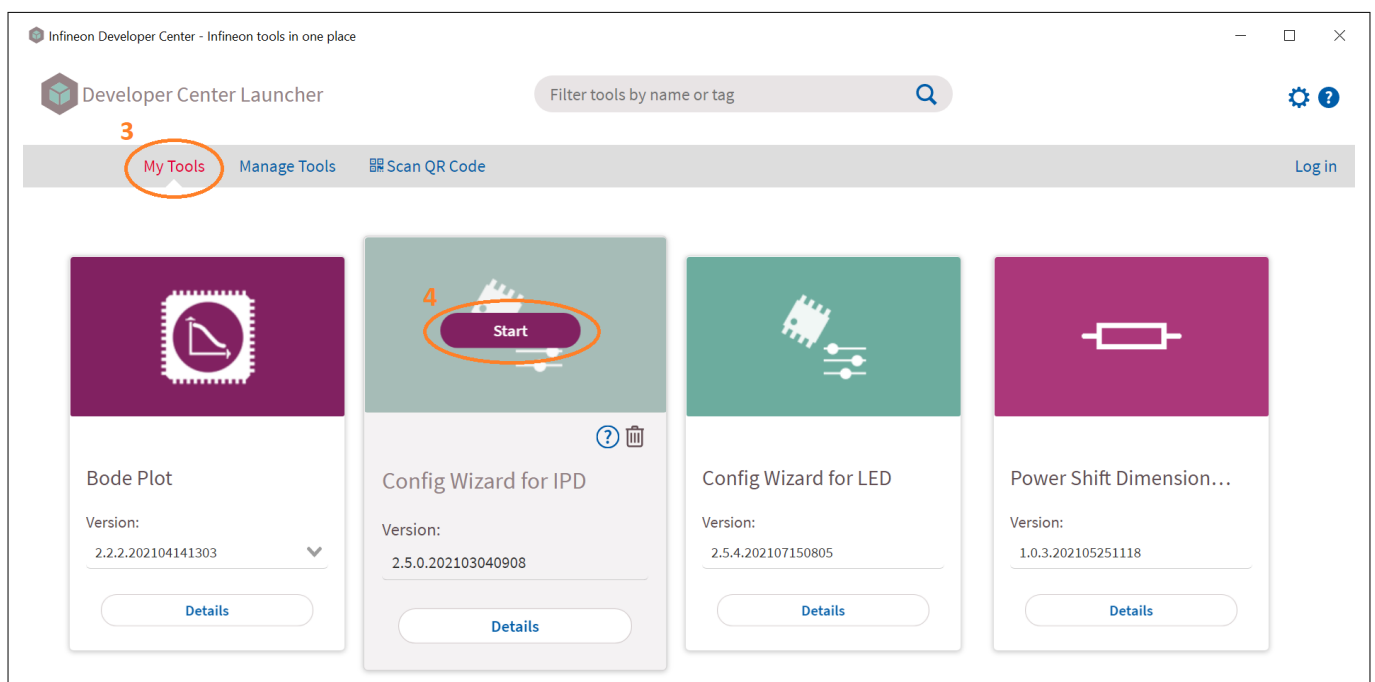 Infineon Developer Center - Infineon tools in one place
Developer Center Launcher
Filter tools by name or tag
3
My Tools
Manage Tools
Scan QR Code
Log in
4
Start
Bode Plot
Version:
2.2.2.202104141303
Details
Config Wizard for IPD
Version:
2.5.0.202103040908
Details
Config Wizard for LED
Version:
2.5.4.202107150805
Details
Power Shift Dimension...
Version:
1.0.3.202105251118
Details